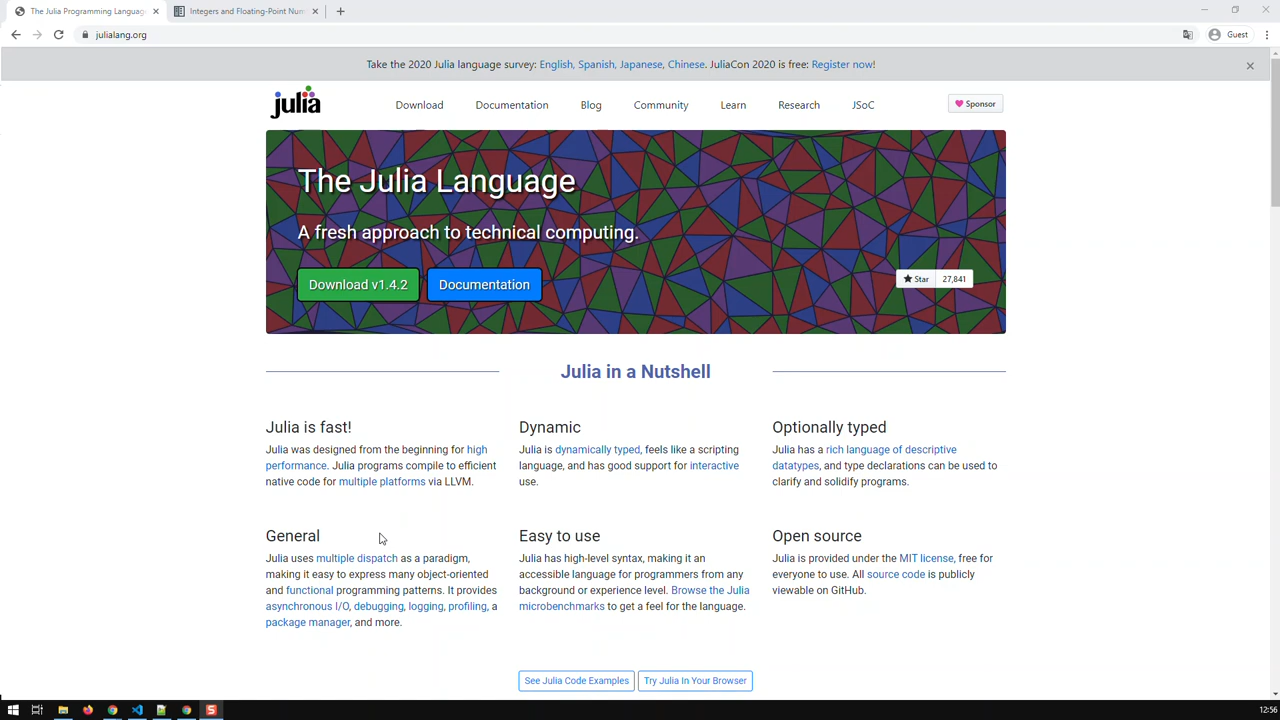 The Julia Programming Language
Integers and Floating-Point Num
julialang.org
Guest
Take the 2020 Julia language survey: English, Spanish, Japanese, Chinese. JuliaCon 2020 is free: Register now!
julia
Download Documentation Blog Community Learn Research JSoC
Sponsor
The Julia Language
A fresh approach to technical computing.
Download v1.4.2
Documentation
Star 27,841
Julia in a Nutshell
Julia is fast!
Julia was designed from the beginning for high
performance. Julia programs compile to efficient
native code for multiple platforms via LLVM.
Dynamic
Julia is dynamically typed, feels like a scripting
language, and has good support for interactive
use.
Optionally typed
Julia has a rich language of descriptive
datatypes, and type declarations can be used to
clarify and solidify programs.
General
Julia uses multiple dispatch as a paradigm,
making it easy to express many object-oriented
and functional programming patterns. It provides
asynchronous I/O, debugging, logging, profiling, a
package manager, and more.
Easy to use
Julia has high-level syntax, making it an
accessible language for programmers from any
background or experience level. Browse the Julia
microbenchmarks to get a feel for the language.
Open source
Julia is provided under the MIT license, free for
everyone to use. All source code is publicly
viewable on GitHub.
See Julia Code Examples
Try Julia In Your Browser
12:56